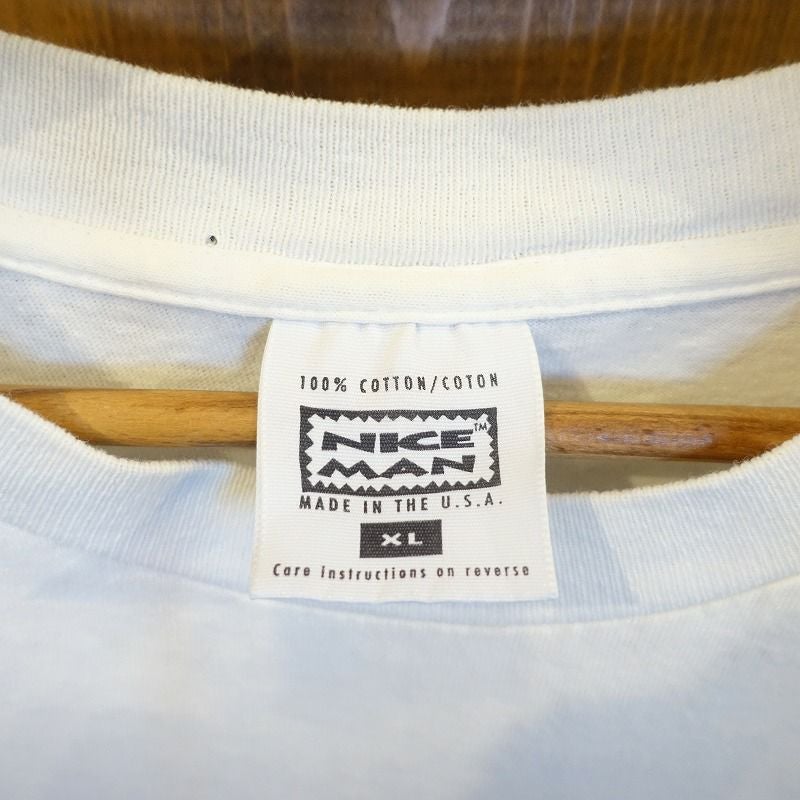 100% COTTON/COTON
NICE™
MAN
MADE IN THE U.S.A.
XL
Care instructions on reverse